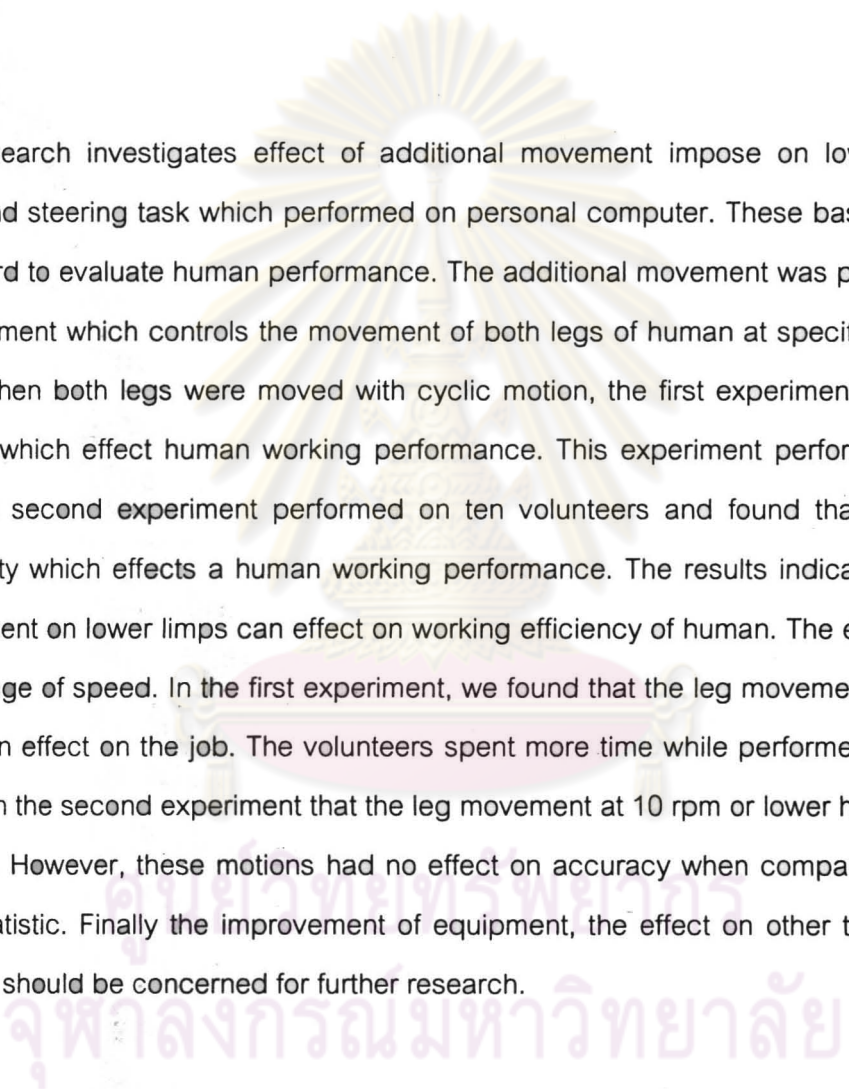 earch investigates effect of additional movement impose on lo
d steering task which performed on personal computer. These ba
rd to evaluate human performance. The additional movement was p
ment which controls the movement of both legs of human at speci
hen both legs were moved with cyclic motion, the first experimen
which effect human working performance. This experiment perfor
second experiment performed on ten volunteers and found tha
ty which effects a human working performance. The results indica
ent on lower limps can effect on working efficiency of human. The e
ge of speed. In the first experiment, we found that the leg moveme
n effect on the job. The volunteers spent more time while performe
n the second experiment that the leg movement at 10 rpm or lower h
However, these motions had no effect on accuracy when compa
ศูนย์วิทยทรัพยากร
atistic. Finally the improvement of equipment, the effect on other t
should be concerned for further research.
จุฬาลงกรณ์มหาวิทยาลัย